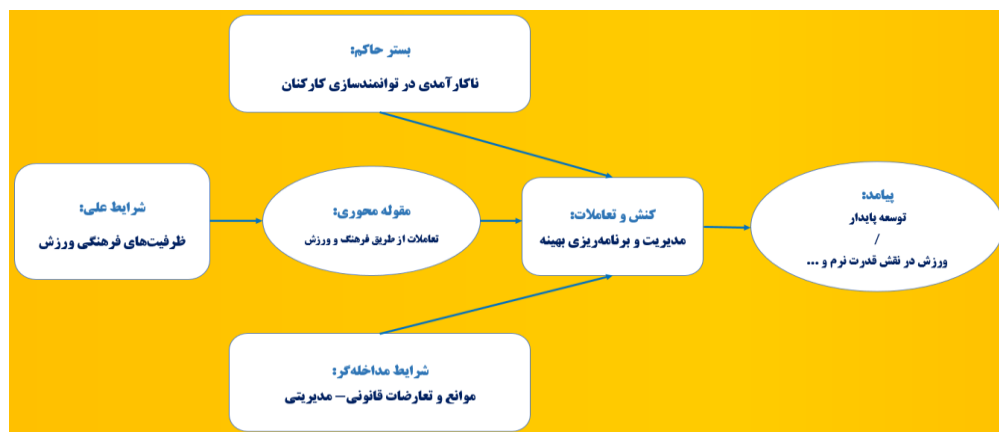 بستر حاکم:
ناکارآمدی در توانمندسازی کارکنان
شرایط علی:
ظرفیت‌های فرهنگی ورزش
مقوله محوری:
تعاملات از طریق فرهنگ و ورزش
کنش و تعاملات:
مدیریت و برنامه‌ریزی بهینه
پیامد:
توسعه پایدار
/
ورزش در نقش قدرت نرم و ...
شرایط مداخله‌گر:
موانع و تعارضات قانونی- مدیریتی